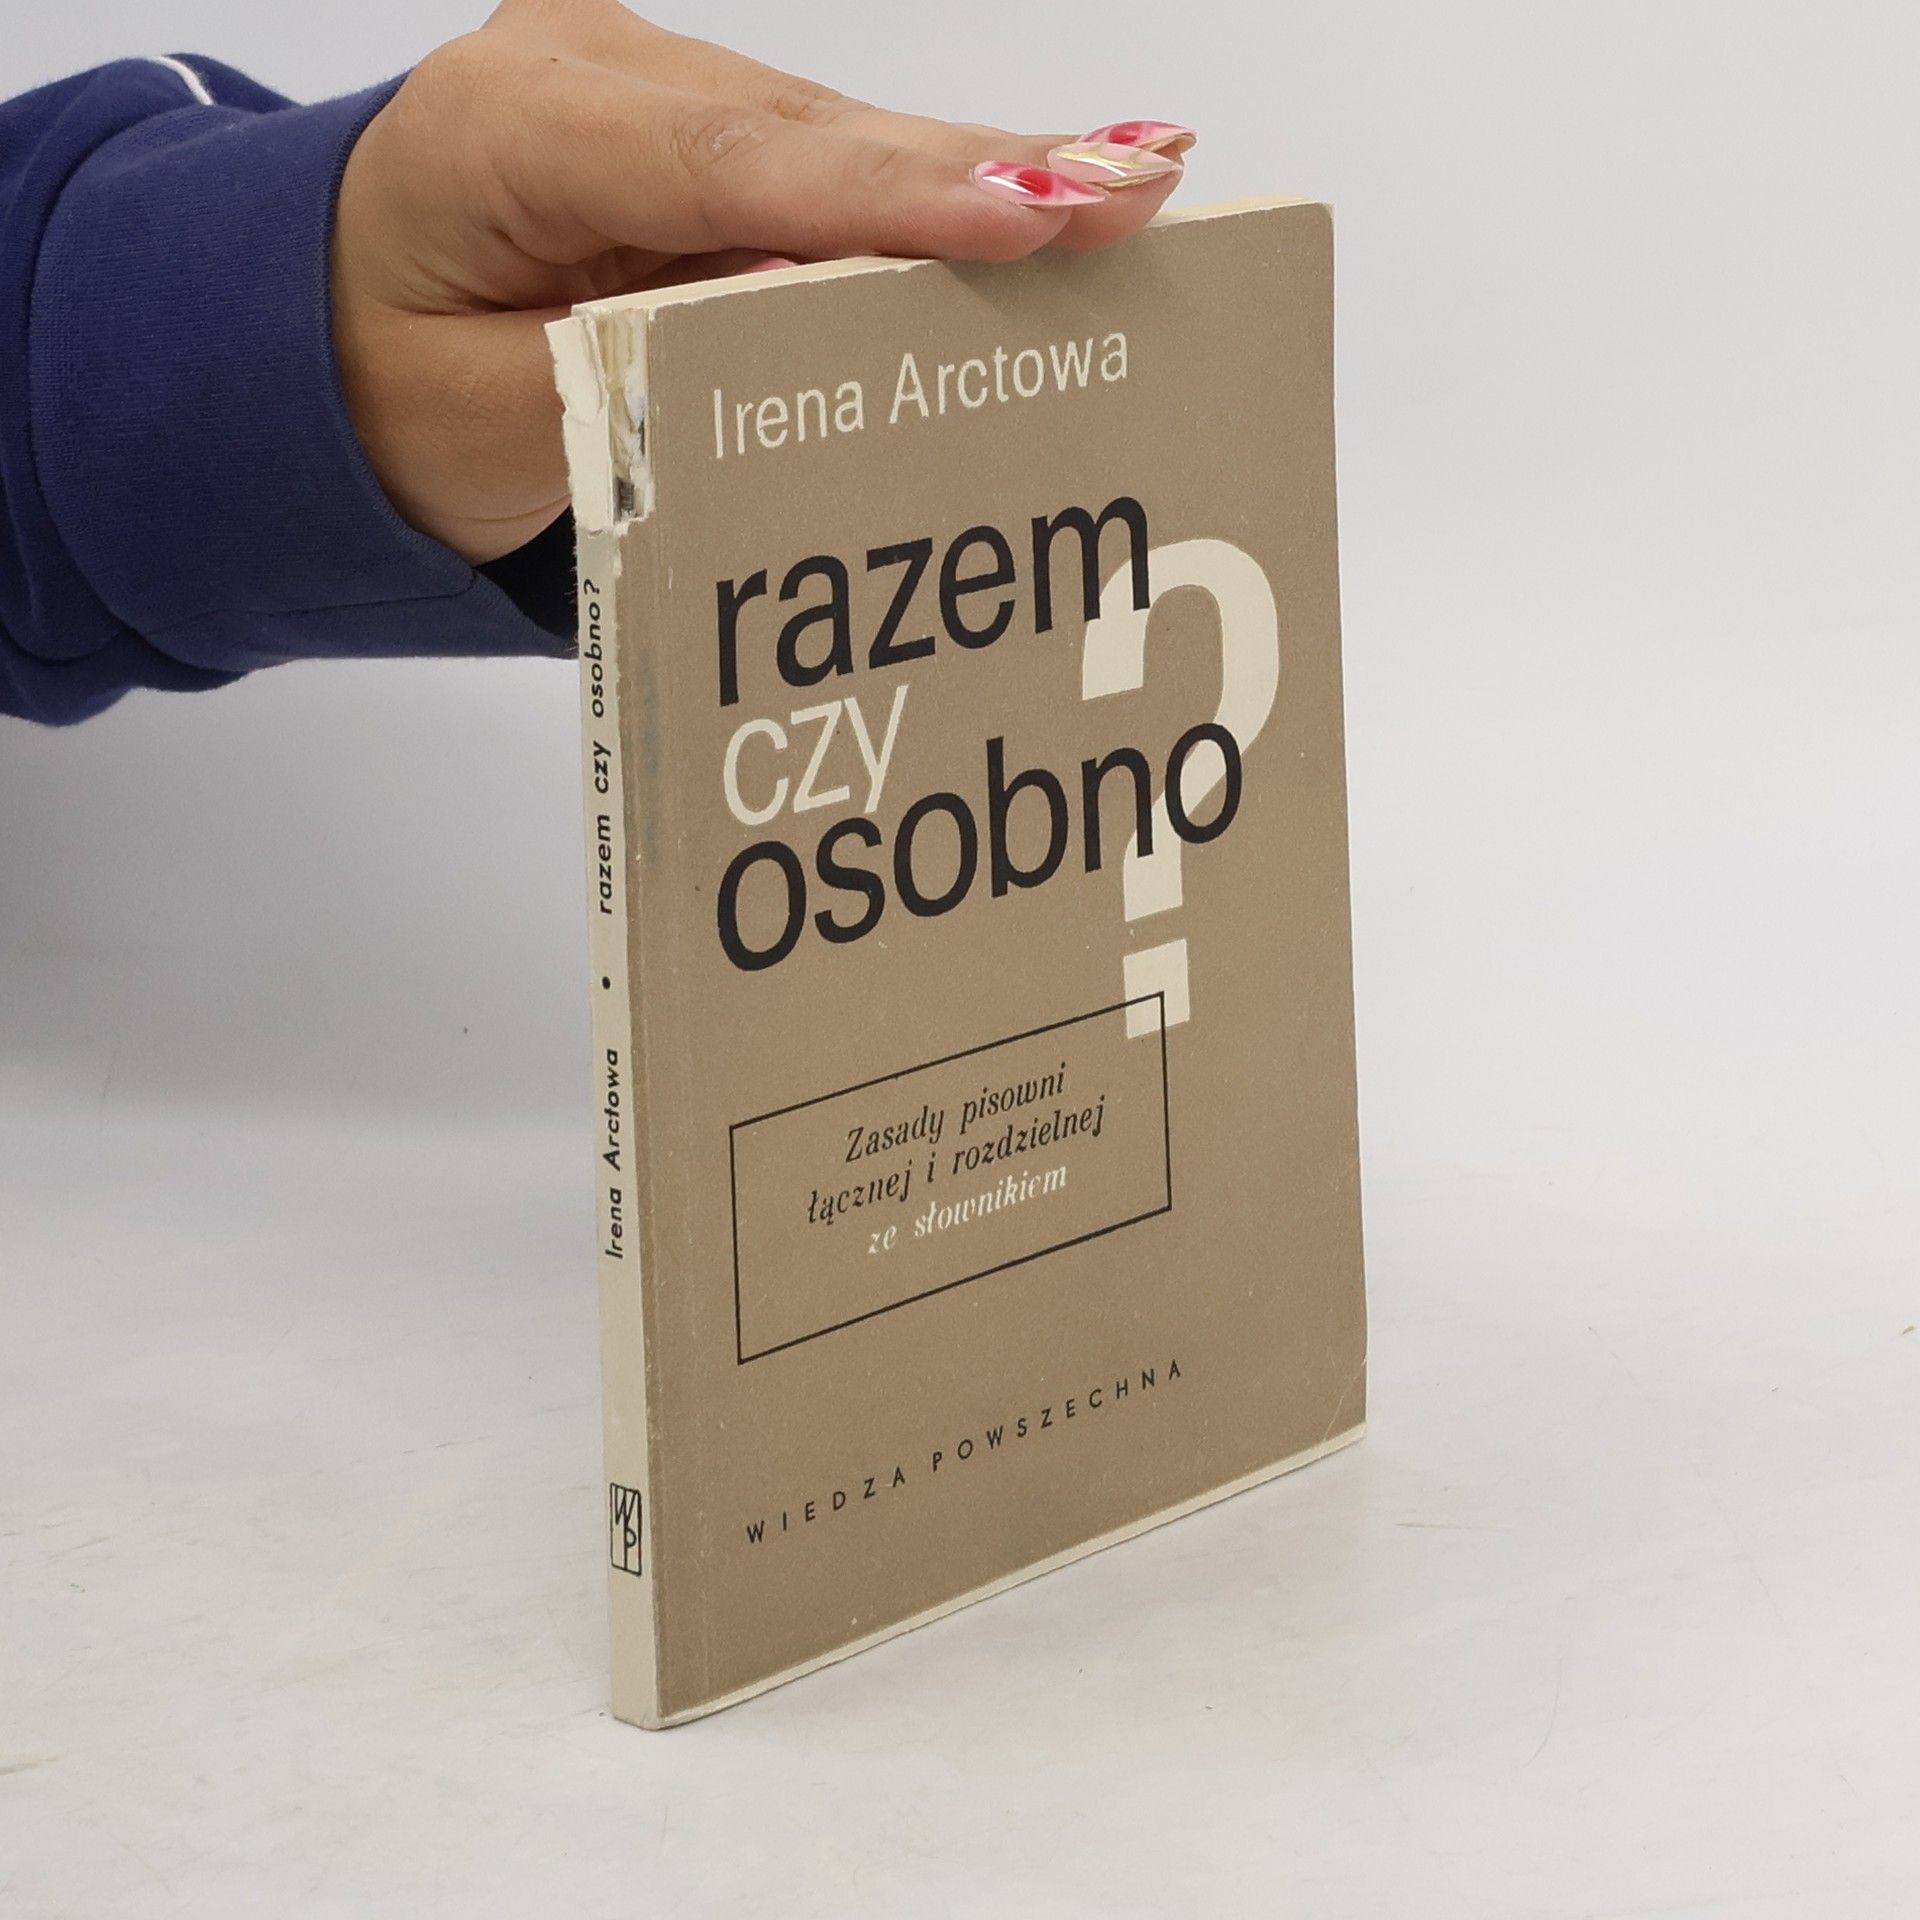 Irena Arctowa
razem
czy
osobno
?
Zasady pisowni
łącznej i rozdzielnej
ze słownikiem
WIEDZA POWSZECHNA
Irena Arctowa • razem czy osobno?
WP